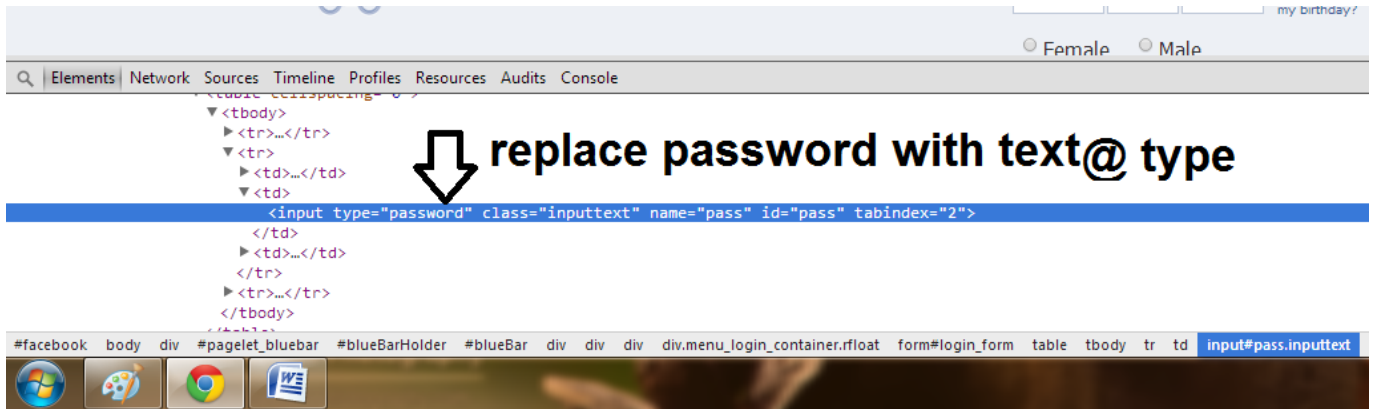 my birthday?
Female Male
Elements Network Sources Timeline Profiles Resources Audits Console
▼<tbody>
▶<tr>…</tr>
▼<tr>
▶<td>…</td>
▼<td>
<input type="password" class="inputtext" name="pass" id="pass" tabindex="2">
</td>
▶<td>…</td>
</tr>
▶<tr>…</tr>
</tbody>
replace password with text@ type
#facebook body div #pagelet_bluebar #blueBarHolder #blueBar div div div div.menu_login_container.rfloat form#login_form table tbody tr td input#pass.inputtext